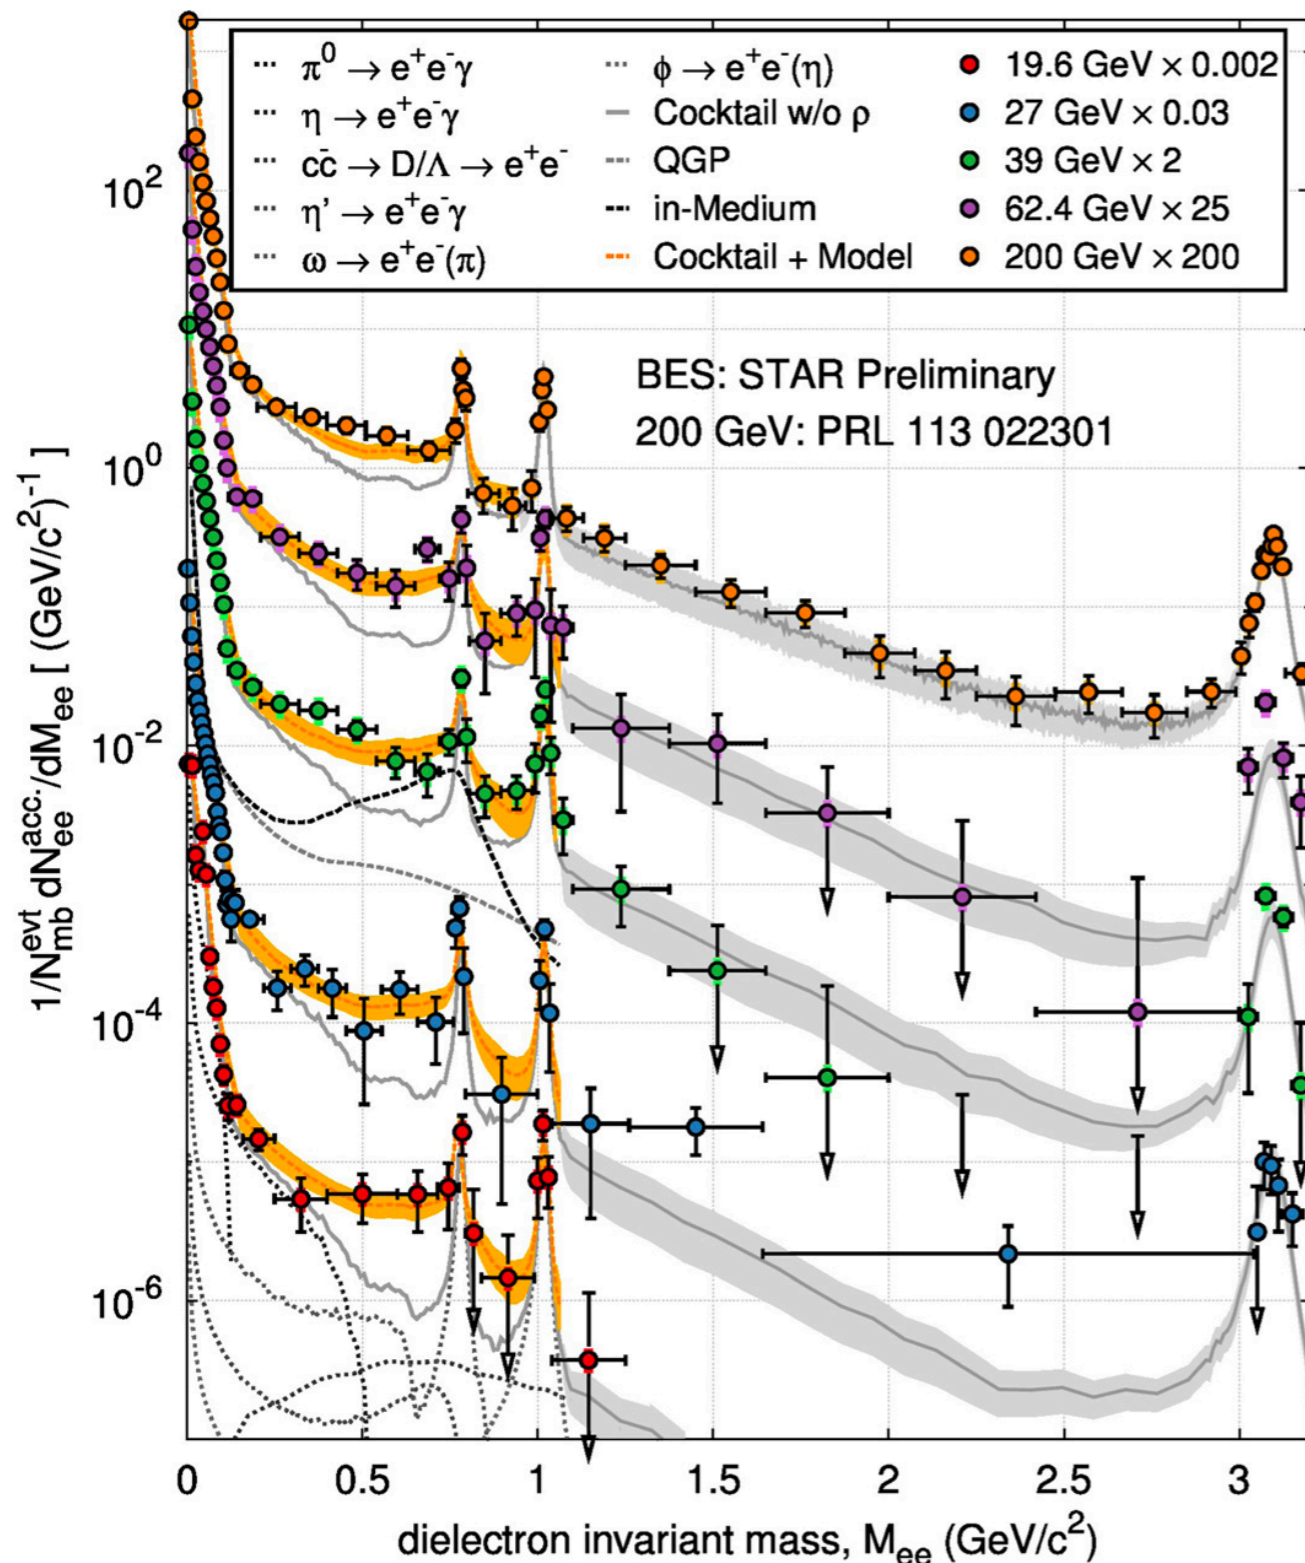 π⁰ → e⁺e⁻γ
η → e⁺e⁻γ
cc̄ → D/Λ → e⁺e⁻
η' → e⁺e⁻γ
ω → e⁺e⁻(π)
ϕ → e⁺e⁻(η)
Cocktail w/o ρ
QGP
in-Medium
Cocktail + Model
19.6 GeV × 0.002
27 GeV × 0.03
39 GeV × 2
62.4 GeV × 25
200 GeV × 200
BES: STAR Preliminary
200 GeV: PRL 113 022301
10²
10⁰
10⁻²
10⁻⁴
10⁻⁶
1/N_mb^evt dN_ee^acc./dM_ee [ (GeV/c²)⁻¹ ]
0 0.5 1 1.5 2 2.5 3
dielectron invariant mass, M_ee (GeV/c²)